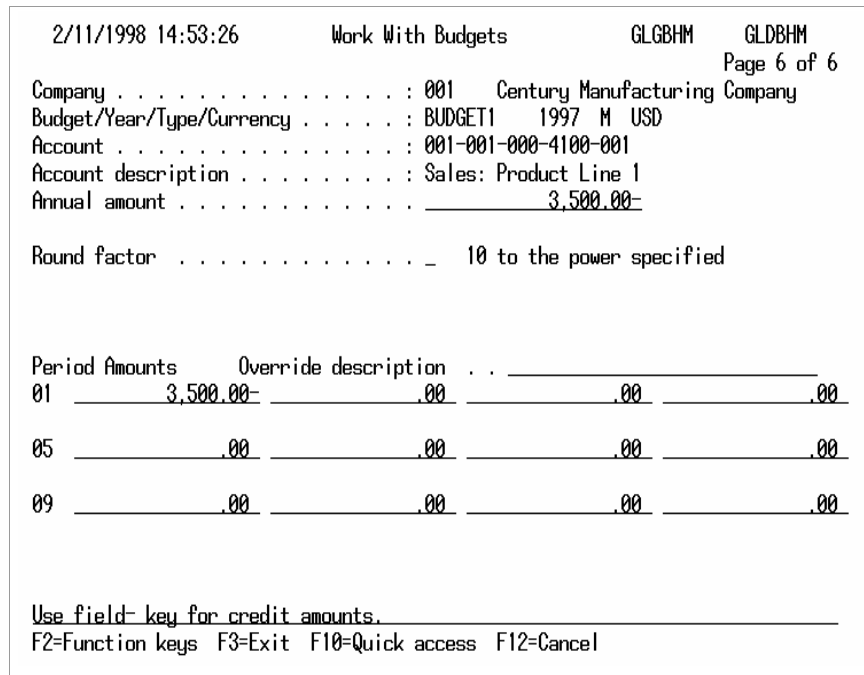 2/11/1998 14:53:26 Work With Budgets GLGBHM GLDBHM
Page 6 of 6
Company . . . . . . . . . . . . . . . : 001 Century Manufacturing Company
Budget/Year/Type/Currency . . . . . : BUDGET1 1997 M USD
Account . . . . . . . . . . . . . . : 001-001-000-4100-001
Account description . . . . . . . . : Sales: Product Line 1
Annual amount . . . . . . . . . . . . 3,500.00-
Round factor . . . . . . . . . . . . _ 10 to the power specified
Period Amounts Override description . .
01 3,500.00- .00 .00 .00
05 .00 .00 .00 .00
09 .00 .00 .00 .00
Use field- key for credit amounts.
F2=Function keys F3=Exit F10=Quick access F12=Cancel